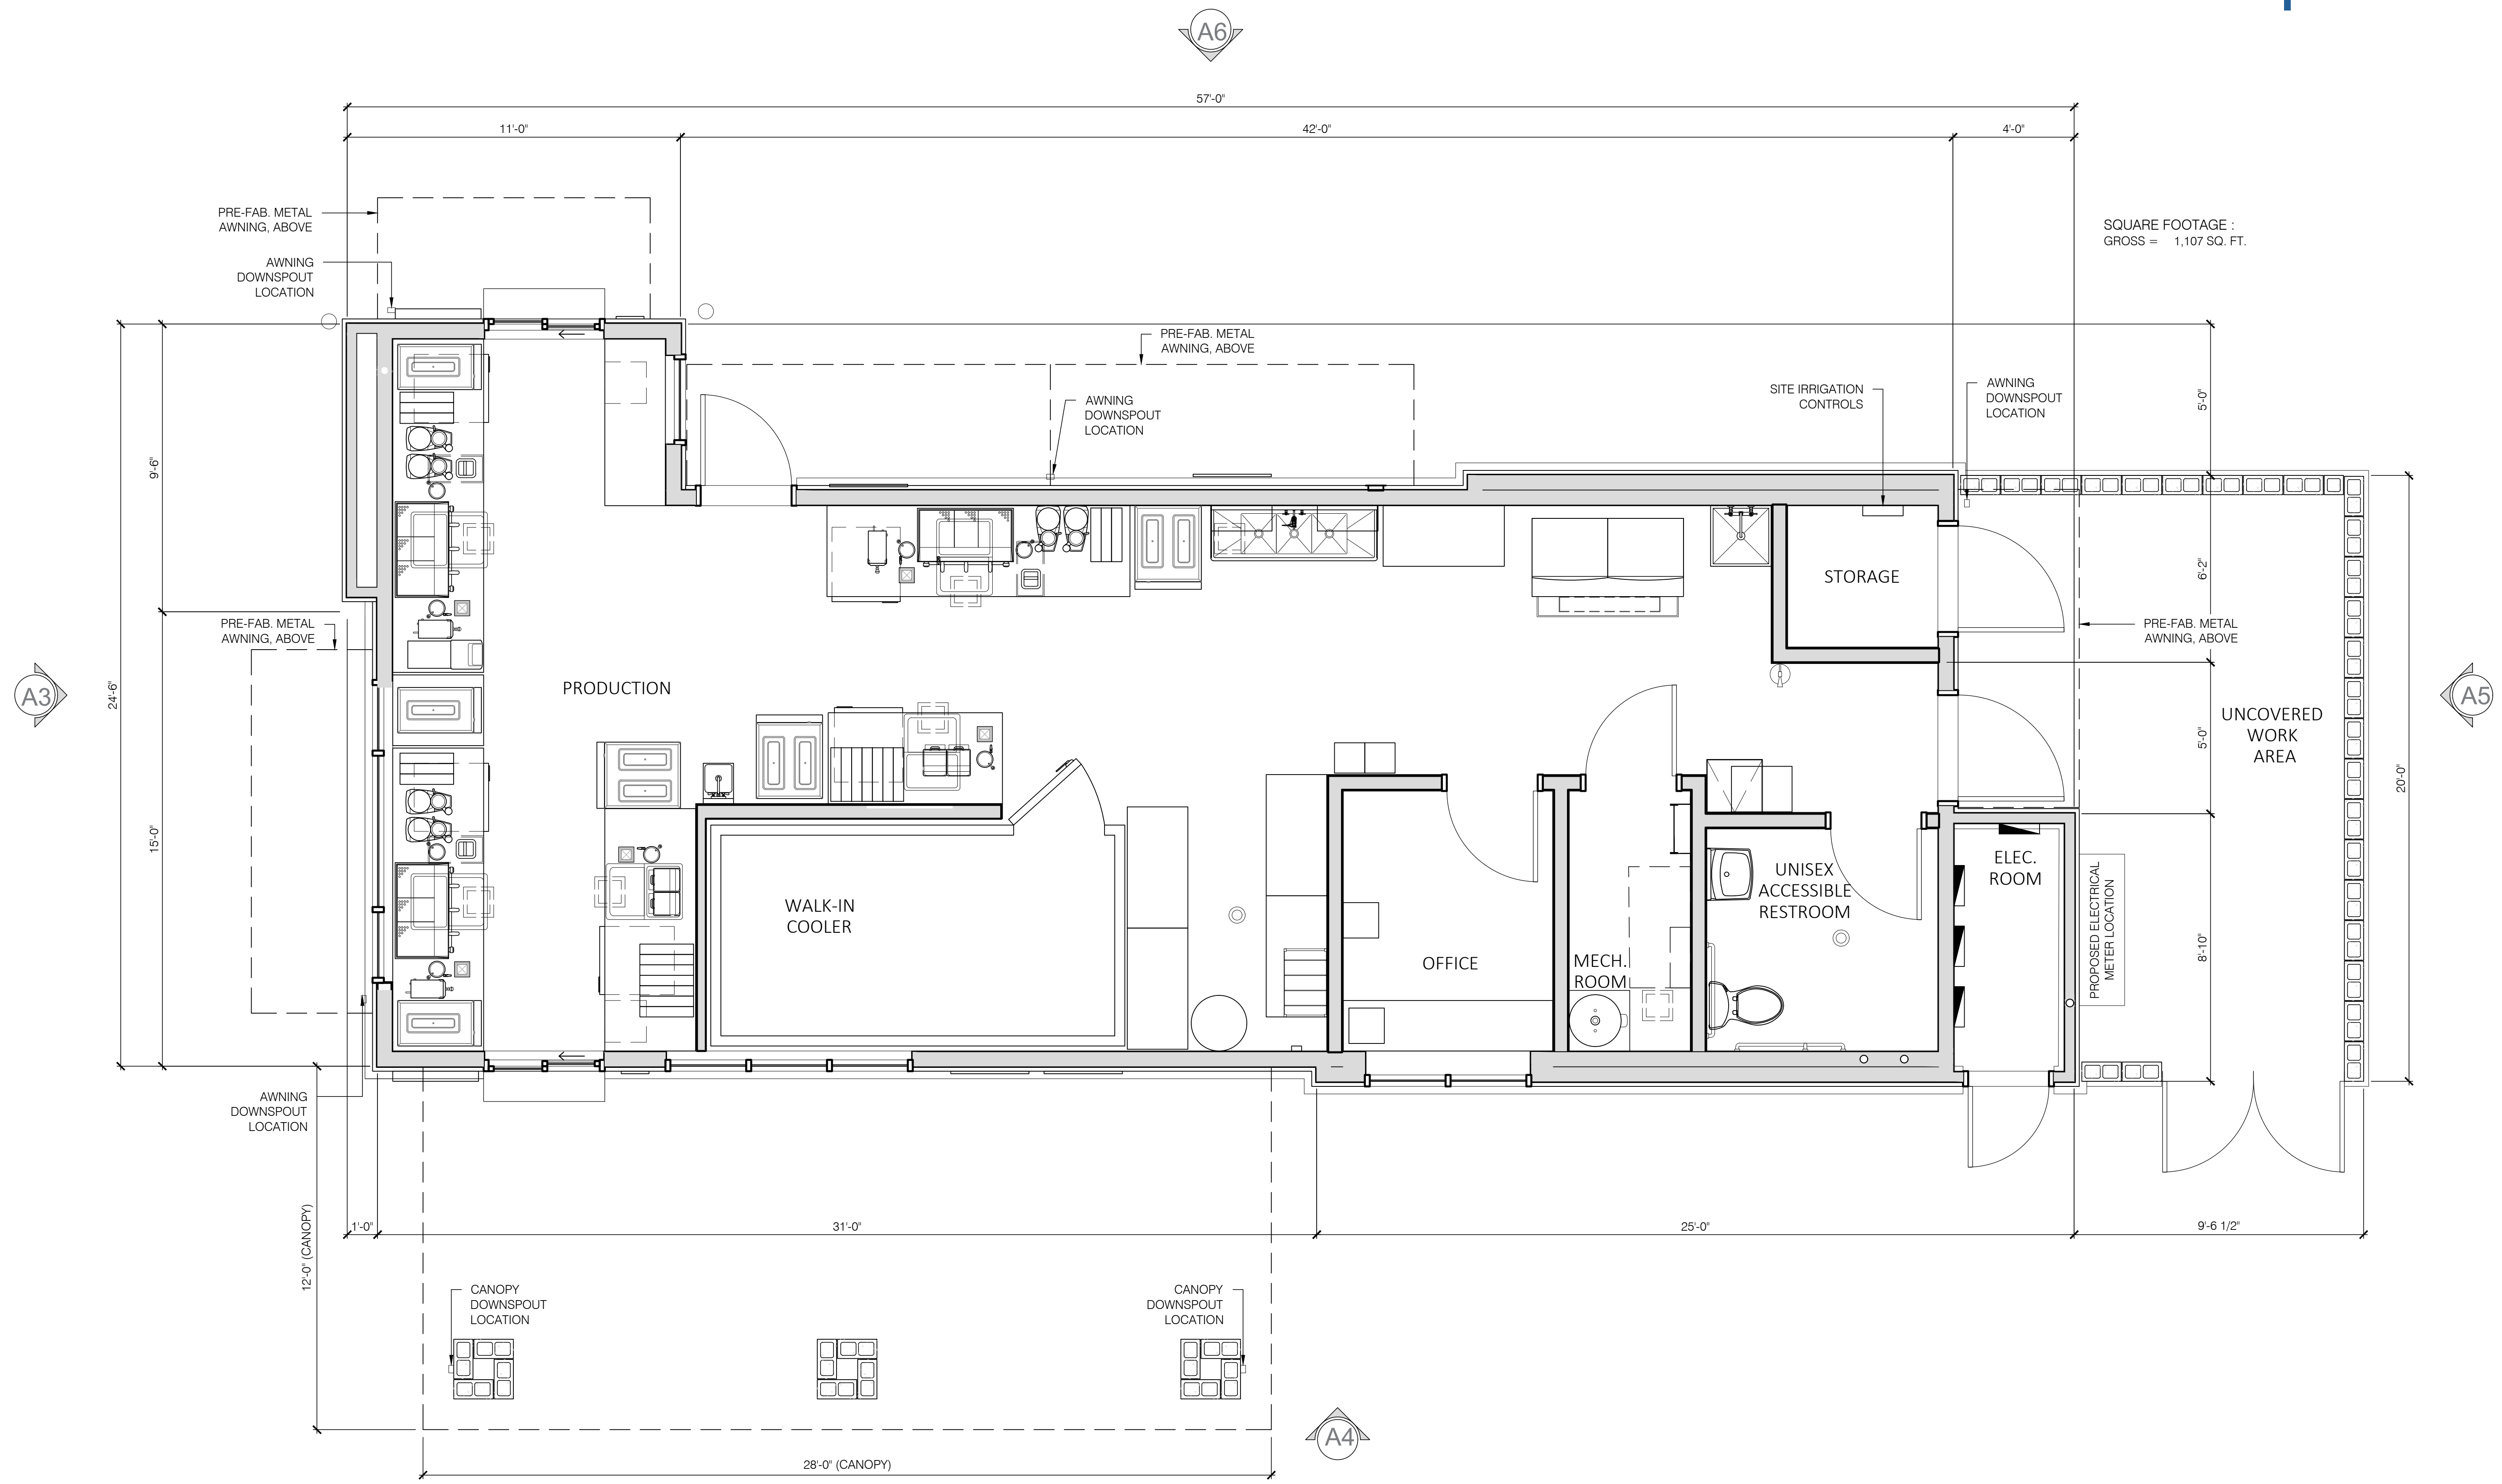 A6
57'-0"
11'-0"
42'-0"
4'-0"
PRE-FAB. METAL
AWNING, ABOVE
SQUARE FOOTAGE :
GROSS = 1,107 SQ. FT.
AWNING
DOWNSPOUT
LOCATION
PRE-FAB. METAL
AWNING, ABOVE
SITE IRRIGATION
CONTROLS
AWNING
DOWNSPOUT
LOCATION
AWNING
DOWNSPOUT
LOCATION
5'-0"
9'-6"
6'-2"
STORAGE
PRE-FAB. METAL
AWNING, ABOVE
PRE-FAB. METAL
AWNING, ABOVE
A3
24'-6"
PRODUCTION
A5
UNCOVERED
WORK
AREA
5'-0"
20'-0"
15'-0"
WALK-IN
COOLER
OFFICE
MECH.
ROOM
UNISEX
ACCESSIBLE
RESTROOM
ELEC.
ROOM
PROPOSED ELECTRICAL
METER LOCATION
8'-10"
AWNING
DOWNSPOUT
LOCATION
12'-0" (CANOPY)
1'-0"
31'-0"
25'-0"
9'-6 1/2"
CANOPY
DOWNSPOUT
LOCATION
CANOPY
DOWNSPOUT
LOCATION
A4
28'-0" (CANOPY)